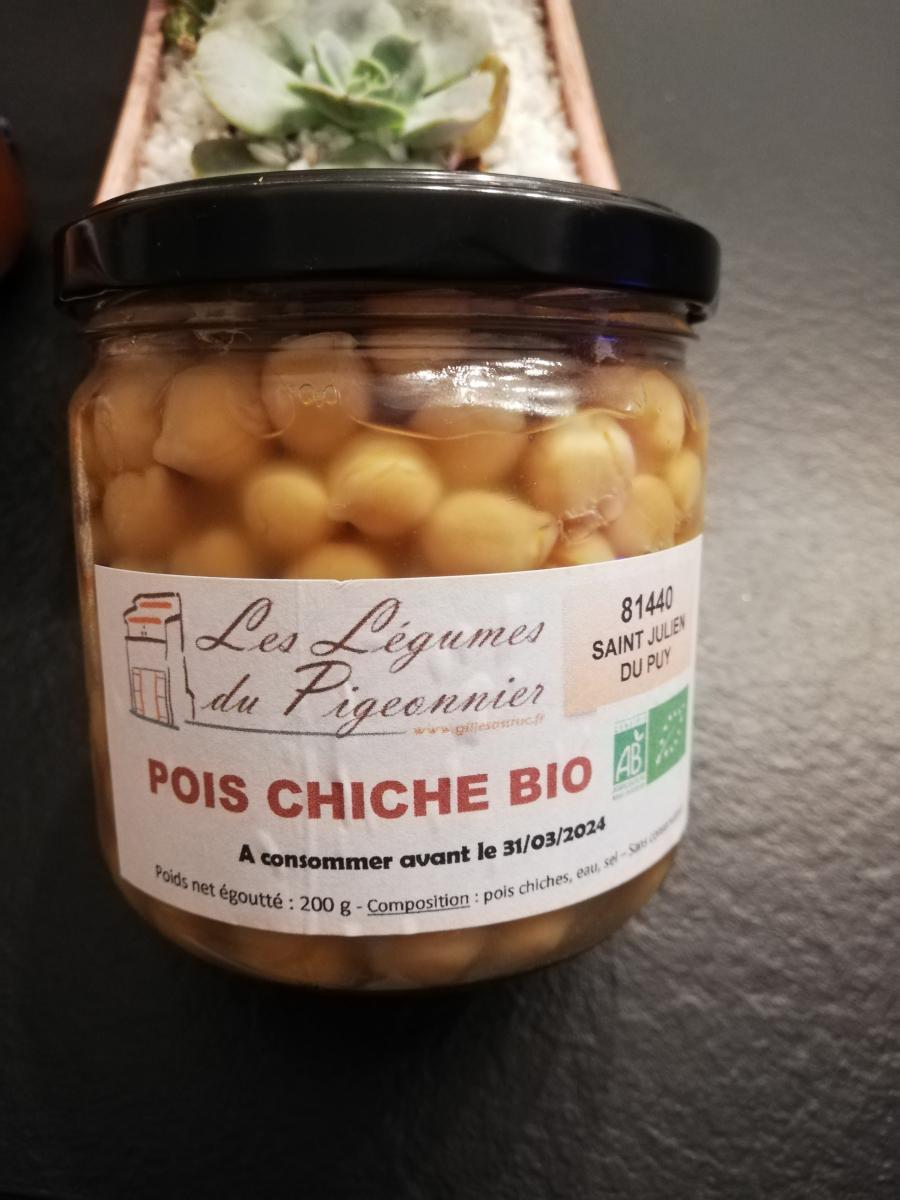 Les Légumes
du Pigeonnier
81440
SAINT JULIEN
DU PUY
AB
POIS CHICHE BIO
A consommer avant le 31/03/2024
Poids net égoutté : 200 g - Composition : pois chiches, eau, sel - Sans